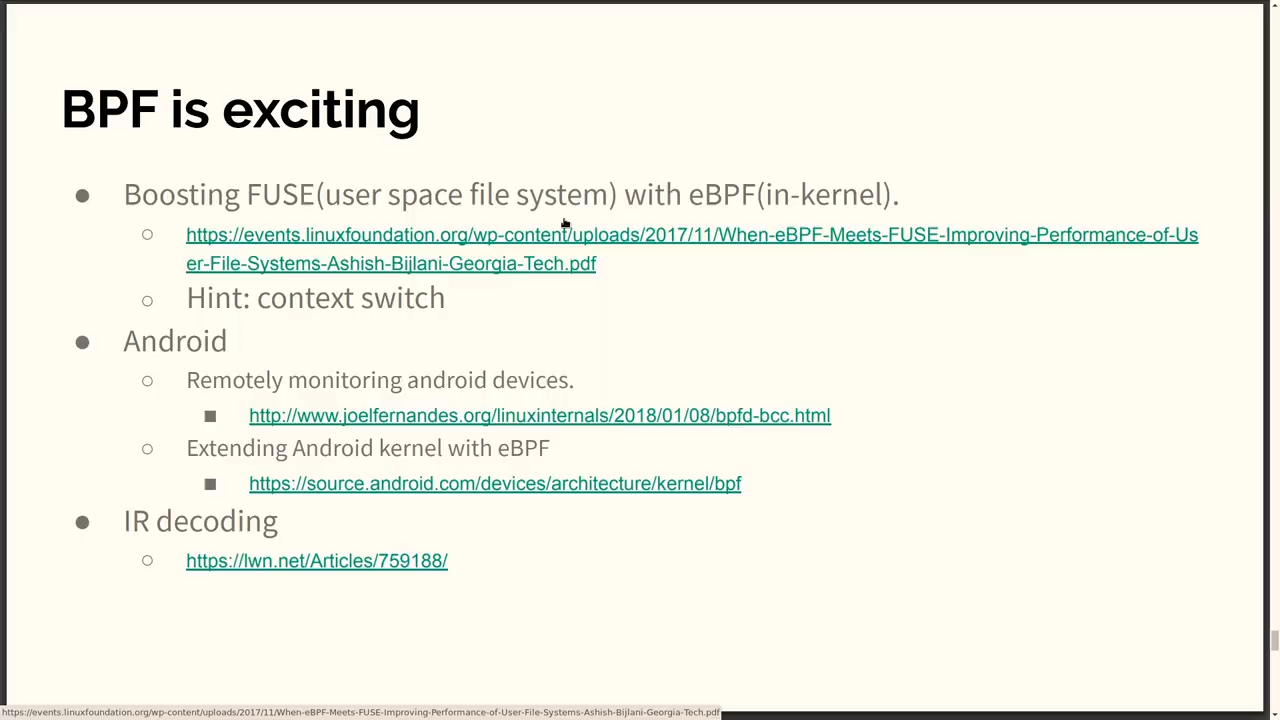 BPF is exciting
● Boosting FUSE(user space file system) with eBPF(in-kernel).
○ https://events.linuxfoundation.org/wp-content/uploads/2017/11/When-eBPF-Meets-FUSE-Improving-Performance-of-Us
er-File-Systems-Ashish-Bijlani-Georgia-Tech.pdf
○ Hint: context switch
● Android
○ Remotely monitoring android devices.
■ http://www.joelfernandes.org/linuxinternals/2018/01/08/bpfd-bcc.html
○ Extending Android kernel with eBPF
■ https://source.android.com/devices/architecture/kernel/bpf
● IR decoding
○ https://lwn.net/Articles/759188/
https://events.linuxfoundation.org/wp-content/uploads/2017/11/When-eBPF-Meets-FUSE-Improving-Performance-of-User-File-Systems-Ashish-Bijlani-Georgia-Tech.pdf